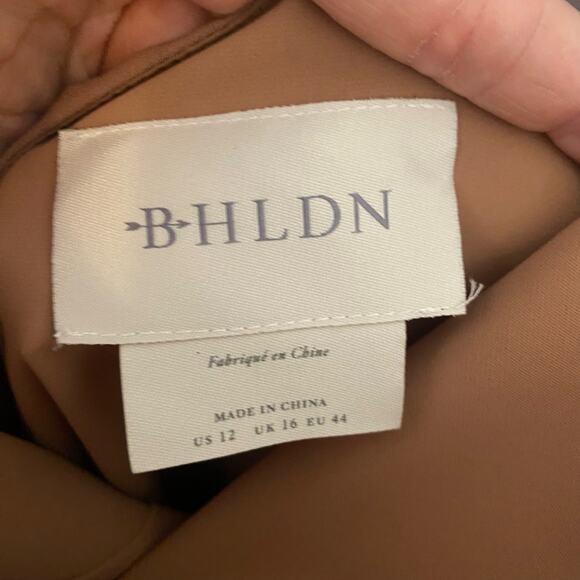 BHLDN
Fabriqué en Chine
MADE IN CHINA
US 12 UK 16 EU 44